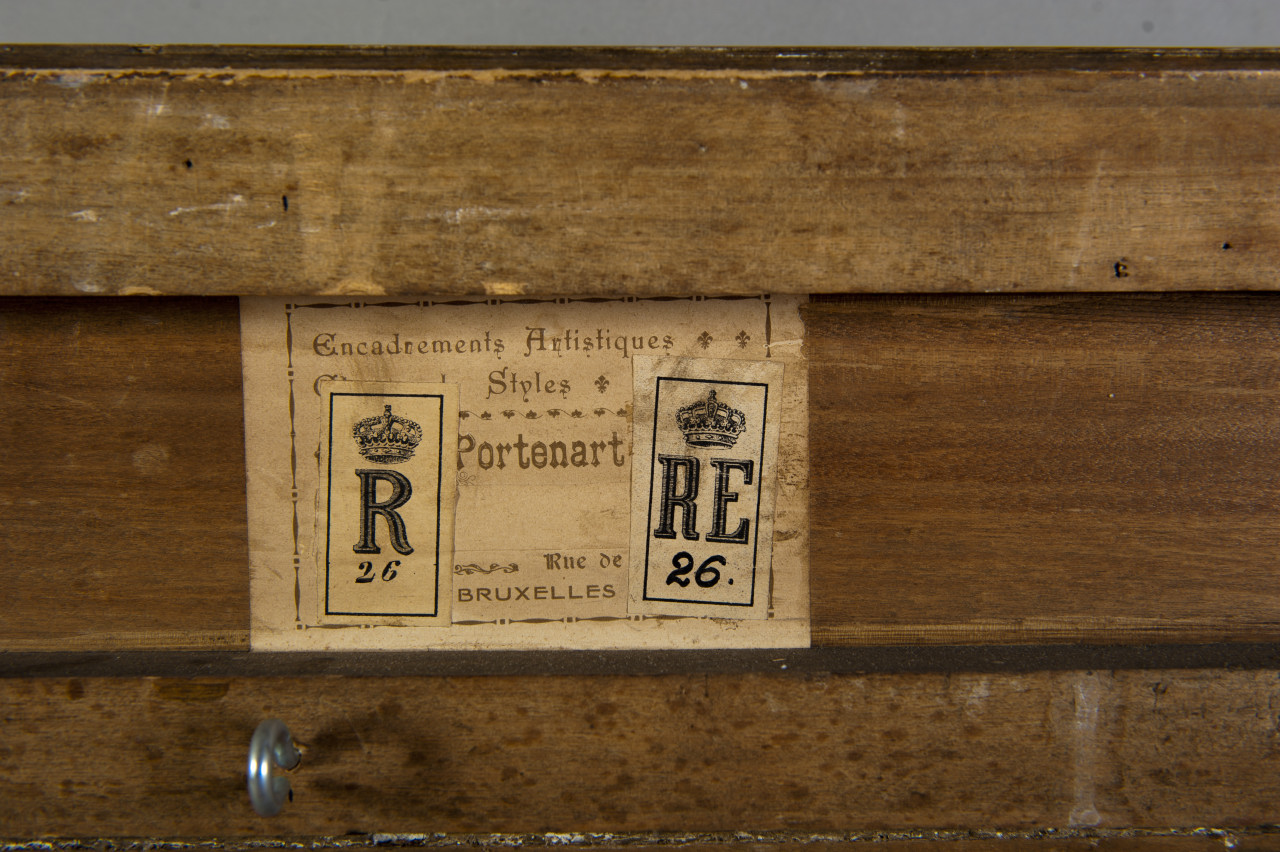 Encadrements Artistiques
Styles
Portenart
Rue de
BRUXELLES
R
26
RE
26.